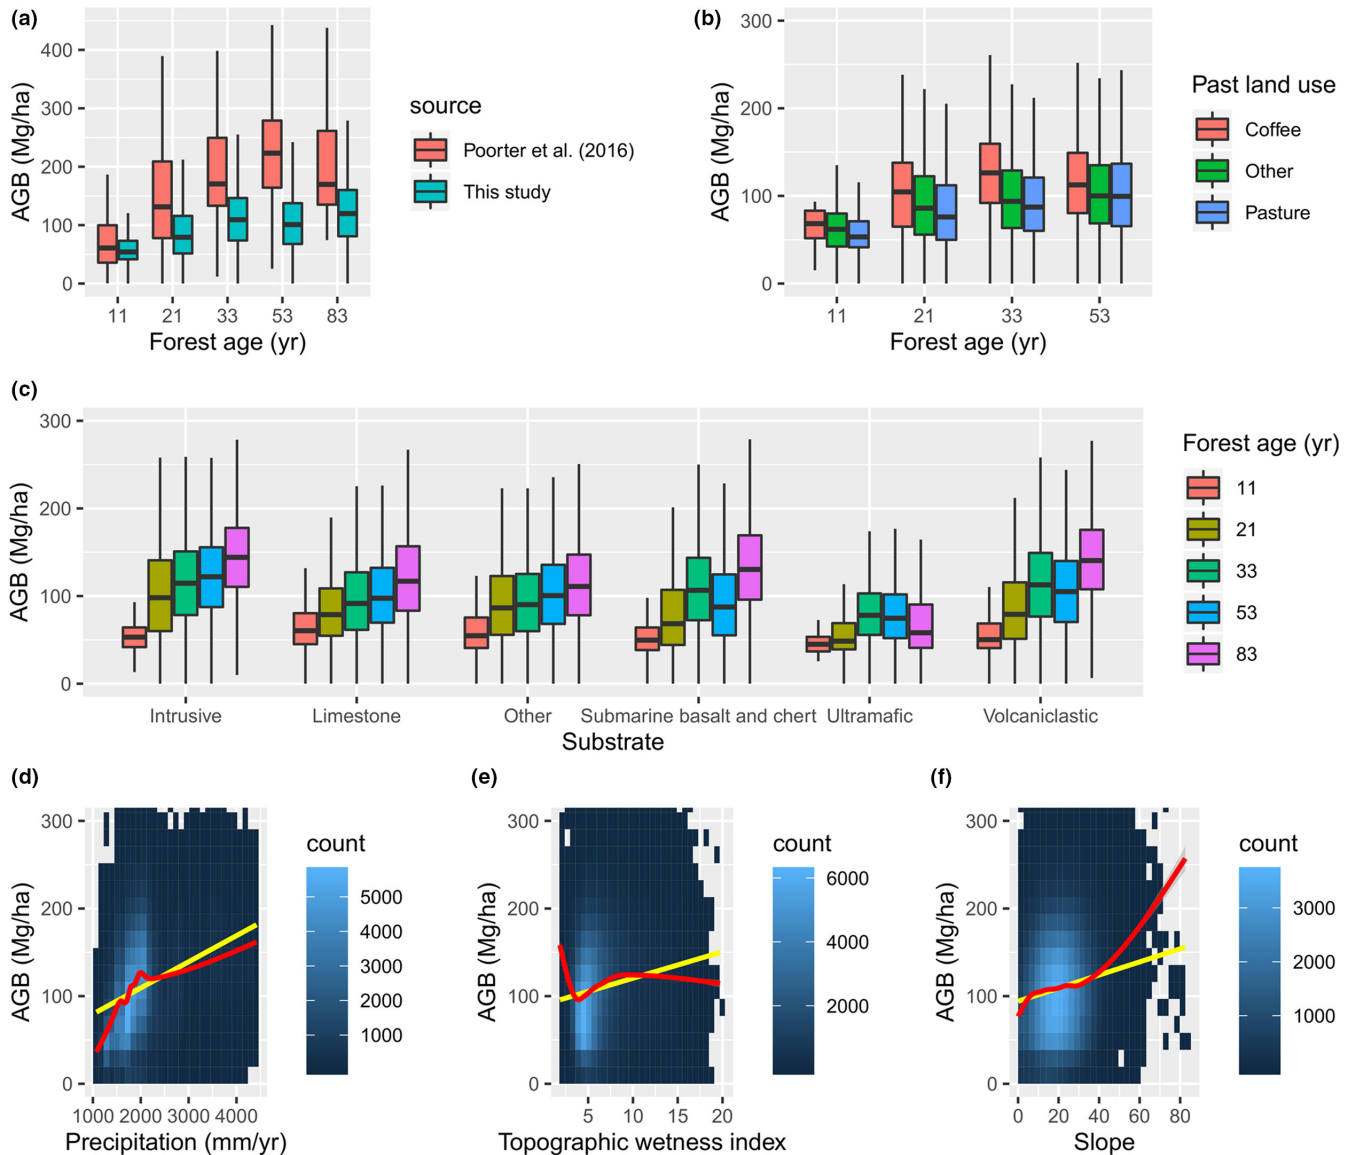 (a)
AGB (Mg/ha)
400
300
200
100
0
11 21 33 53 83
Forest age (yr)
source
Poorter et al. (2016)
This study
(b)
AGB (Mg/ha)
300
200
100
0
11 21 33 53
Forest age (yr)
Past land use
Coffee
Other
Pasture
(c)
AGB (Mg/ha)
300
200
100
0
Intrusive Limestone Other Submarine basalt and chert Ultramafic Volcaniclastic
Substrate
Forest age (yr)
11
21
33
53
83
(d)
AGB (Mg/ha)
300
200
100
0
1000 2000 3000 4000
Precipitation (mm/yr)
count
5000
4000
3000
2000
1000
(e)
AGB (Mg/ha)
300
200
100
0
5 10 15 20
Topographic wetness index
count
6000
4000
2000
(f)
AGB (Mg/ha)
300
200
100
0
0 20 40 60 80
Slope
count
3000
2000
1000